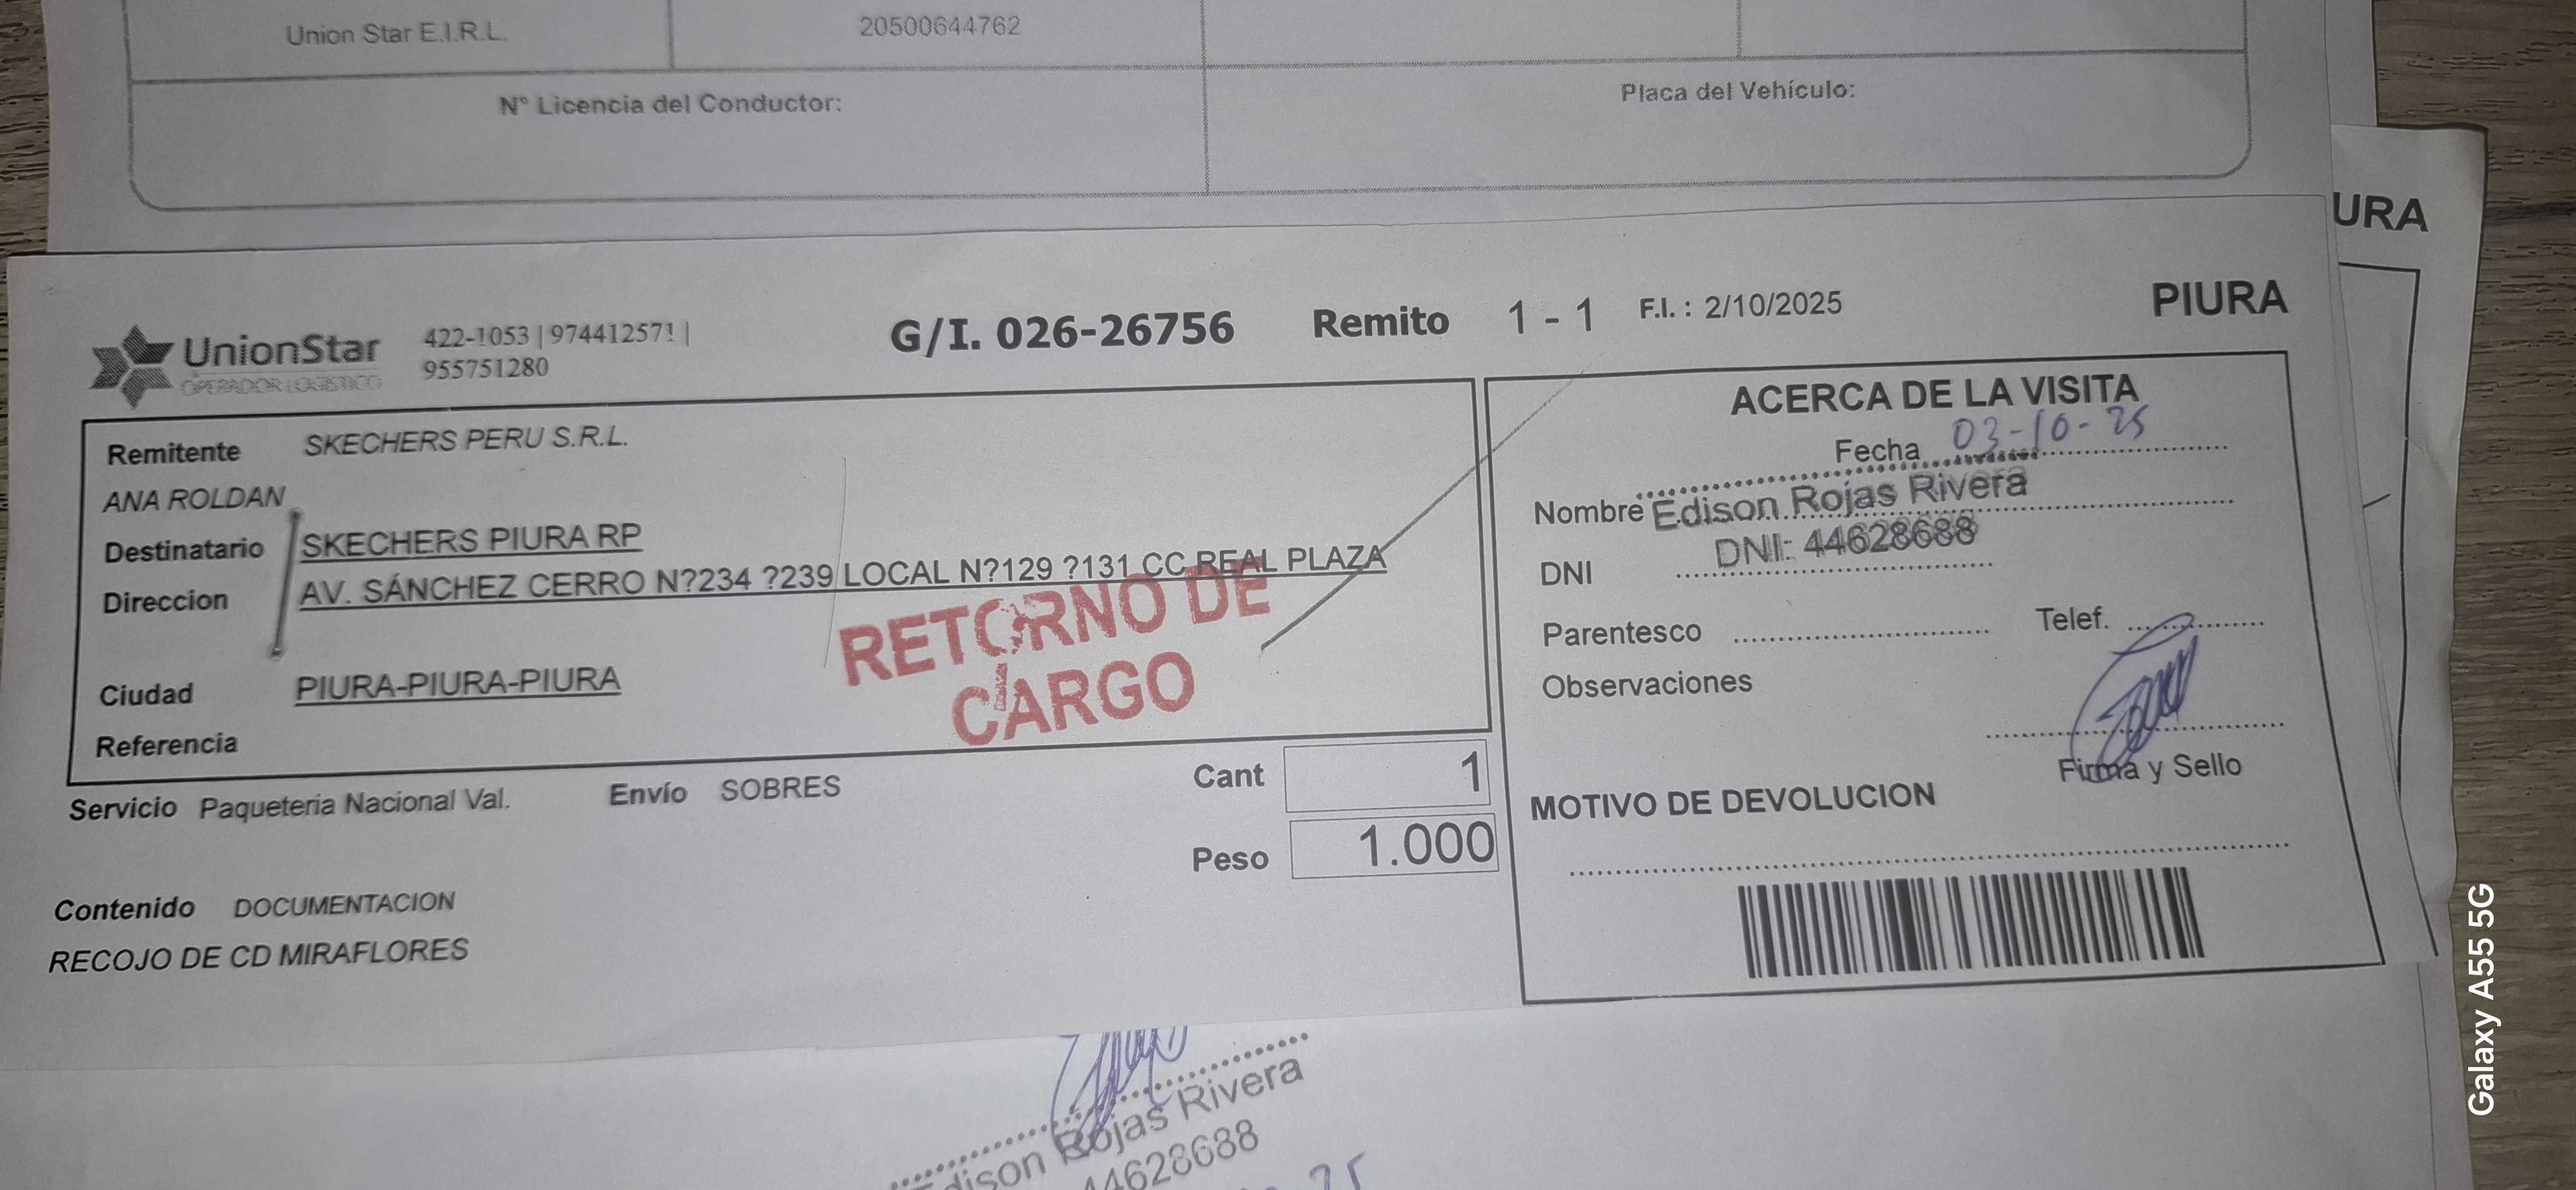 Union Star E.I.R.L.
20500644762
N° Licencia del Conductor:
Placa del Vehículo:
URA
UnionStar
OPERADOR LOGISTICO
422-1053 | 974412571 |
955751280
G/I. 026-26756
Remito 1 - 1
F.I. : 2/10/2025
PIURA
Remitente SKECHERS PERU S.R.L.
ANA ROLDAN
Destinatario SKECHERS PIURA RP
Direccion AV. SÁNCHEZ CERRO N?234 ?239 LOCAL N?129 ?131 CC REAL PLAZA
RETORNO DE
CARGO
Ciudad PIURA-PIURA-PIURA
Referencia
Servicio Paqueteria Nacional Val.
Envío SOBRES
Cant 1
Peso 1.000
Contenido DOCUMENTACION
RECOJO DE CD MIRAFLORES
ACERCA DE LA VISITA
Fecha 03-10-25
Nombre Edison Rojas Rivera
DNI: 44628688
DNI
Parentesco
Telef.
Observaciones
Firma y Sello
MOTIVO DE DEVOLUCION
Edison Rojas Rivera
44628688
25
Galaxy A55 5G